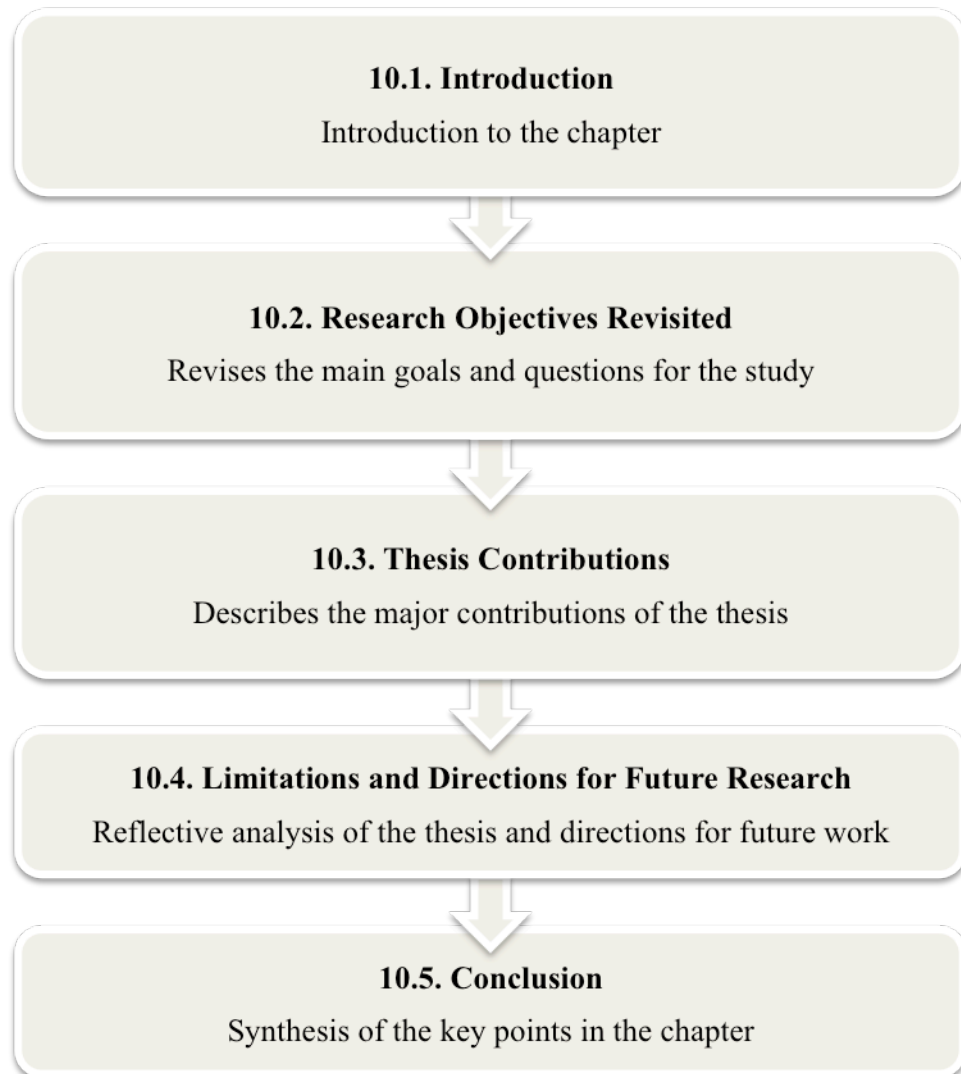 10.1. Introduction
Introduction to the chapter
10.2. Research Objectives Revisited
Revises the main goals and questions for the study
10.3. Thesis Contributions
Describes the major contributions of the thesis
10.4. Limitations and Directions for Future Research
Reflective analysis of the thesis and directions for future work
10.5. Conclusion
Synthesis of the key points in the chapter